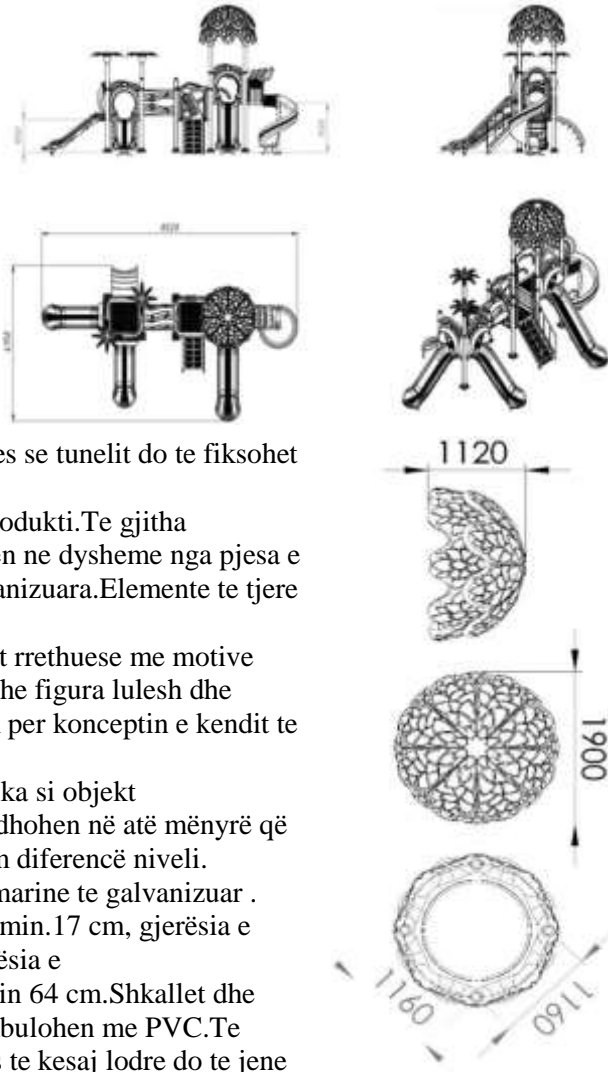 es se tunelit do te fiksohet
odukti.Te gjitha
en ne dysheme nga pjesa e
anizuara.Elemente te tjere
t rrethuese me motive
he figura lulesh dhe
per konceptin e kendit te
ka si objekt
dhohen në atë mënyrë që
n diferencë niveli.
marine te galvanizuar .
min.17 cm, gjerësia e
ësia e
in 64 cm.Shkallet dhe
bulohen me PVC.Te
s te kesaj lodre do te jene
1120
1900
1160
1160